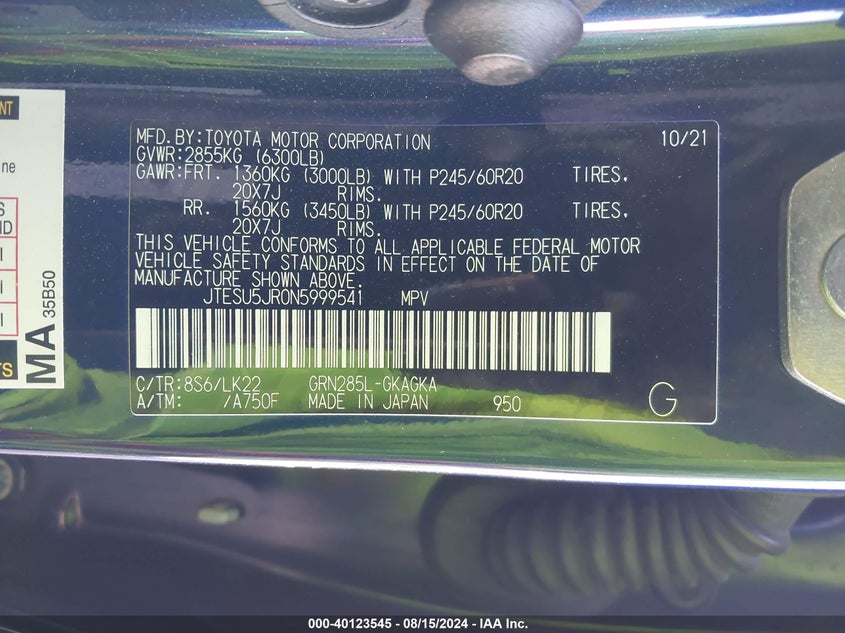 MFD.BY:TOYOTA MOTOR CORPORATION 10/21
GVWR:2855KG (6300LB)
GAWR:FRT. 1360KG (3000LB) WITH P245/60R20 TIRES,
20X7J RIMS.
RR. 1560KG (3450LB) WITH P245/60R20 TIRES,
20X7J RIMS.
THIS VEHICLE CONFORMS TO ALL APPLICABLE FEDERAL MOTOR
VEHICLE SAFETY STANDARDS IN EFFECT ON THE DATE OF
MANUFACTURE SHOWN ABOVE.
JTESU5JR0N5999541 MPV
C/TR:8S6/LK22 GRN285L-GKAGKA
A/TM: /A750F MADE IN JAPAN 950 G
MA 35B50
000-40123545 - 08/15/2024 - IAA Inc.